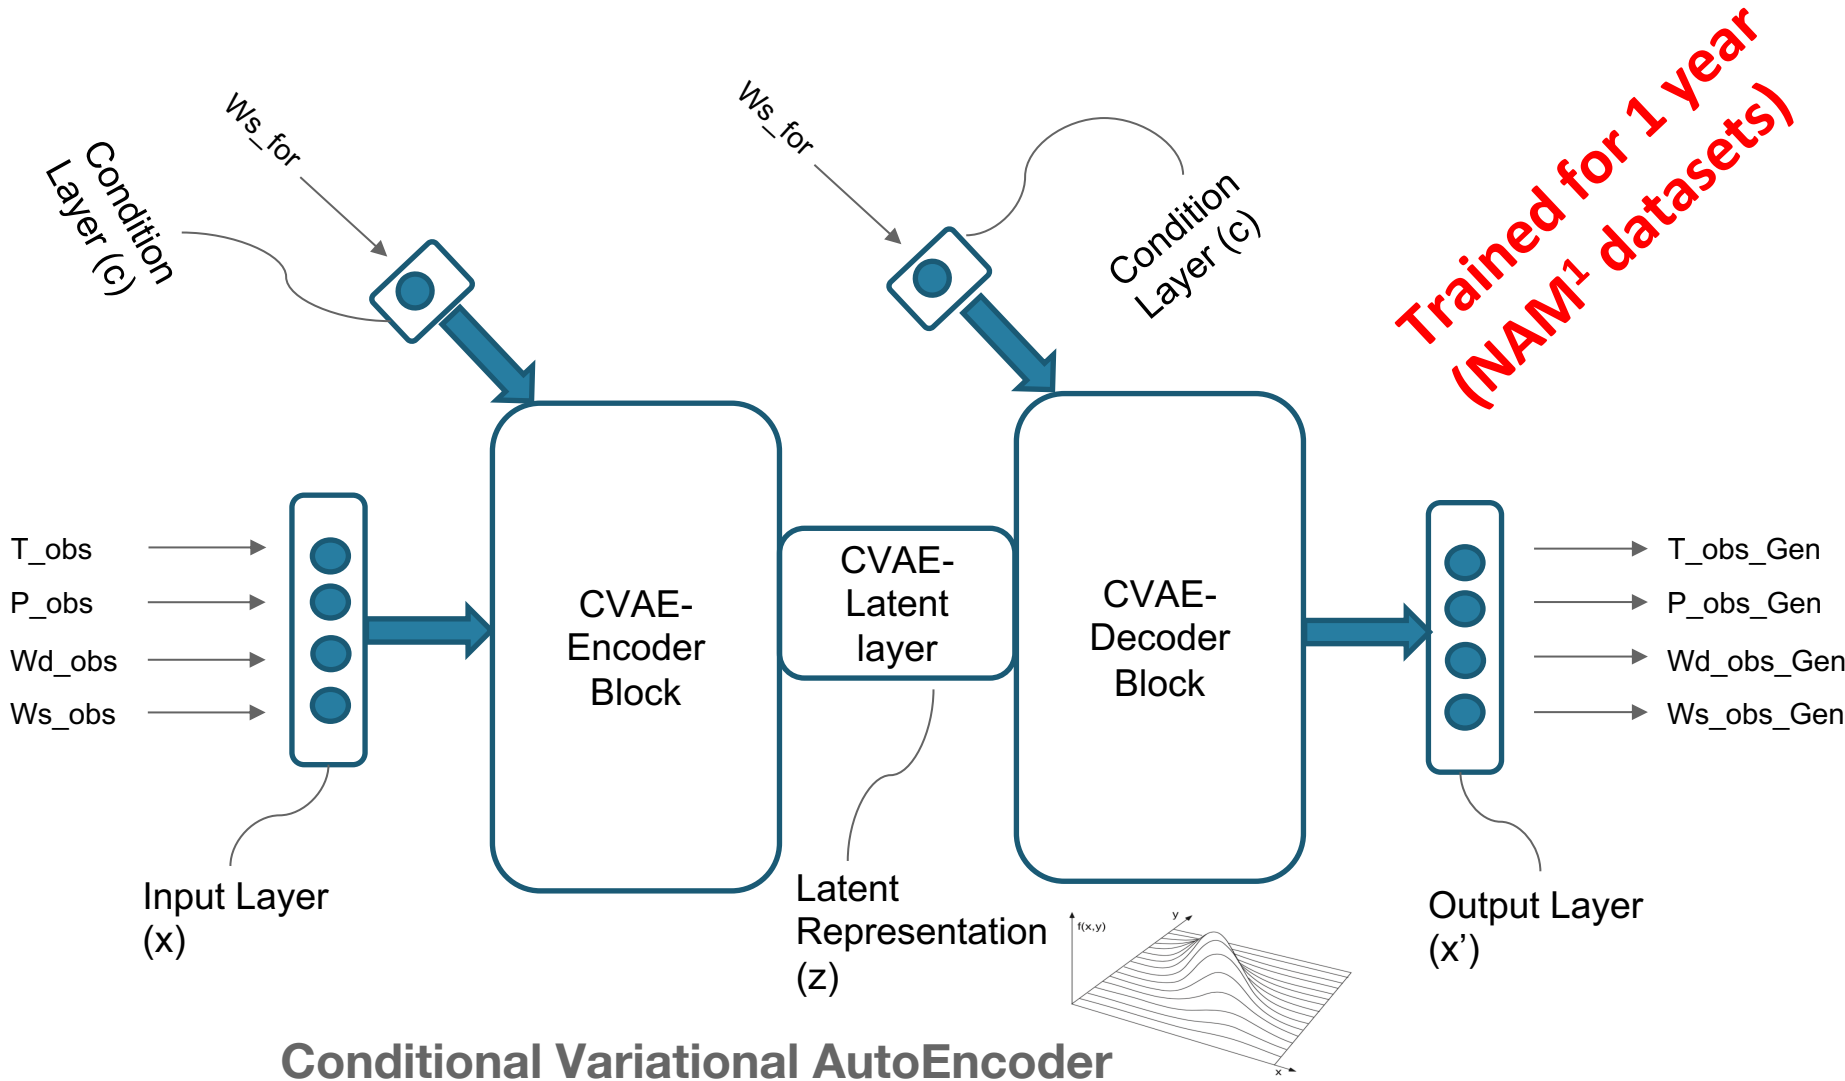 Ws_for
Condition
Layer (c)
Ws_for
Condition
Layer (c)
Trained for 1 year
(NAM¹ datasets)
T_obs
P_obs
Wd_obs
Ws_obs
CVAE-
Encoder
Block
CVAE-
Latent
layer
CVAE-
Decoder
Block
T_obs_Gen
P_obs_Gen
Wd_obs_Gen
Ws_obs_Gen
Input Layer
(x)
Latent
Representation
(z)
f(x,y)
y
x
Output Layer
(x’)
Conditional Variational AutoEncoder